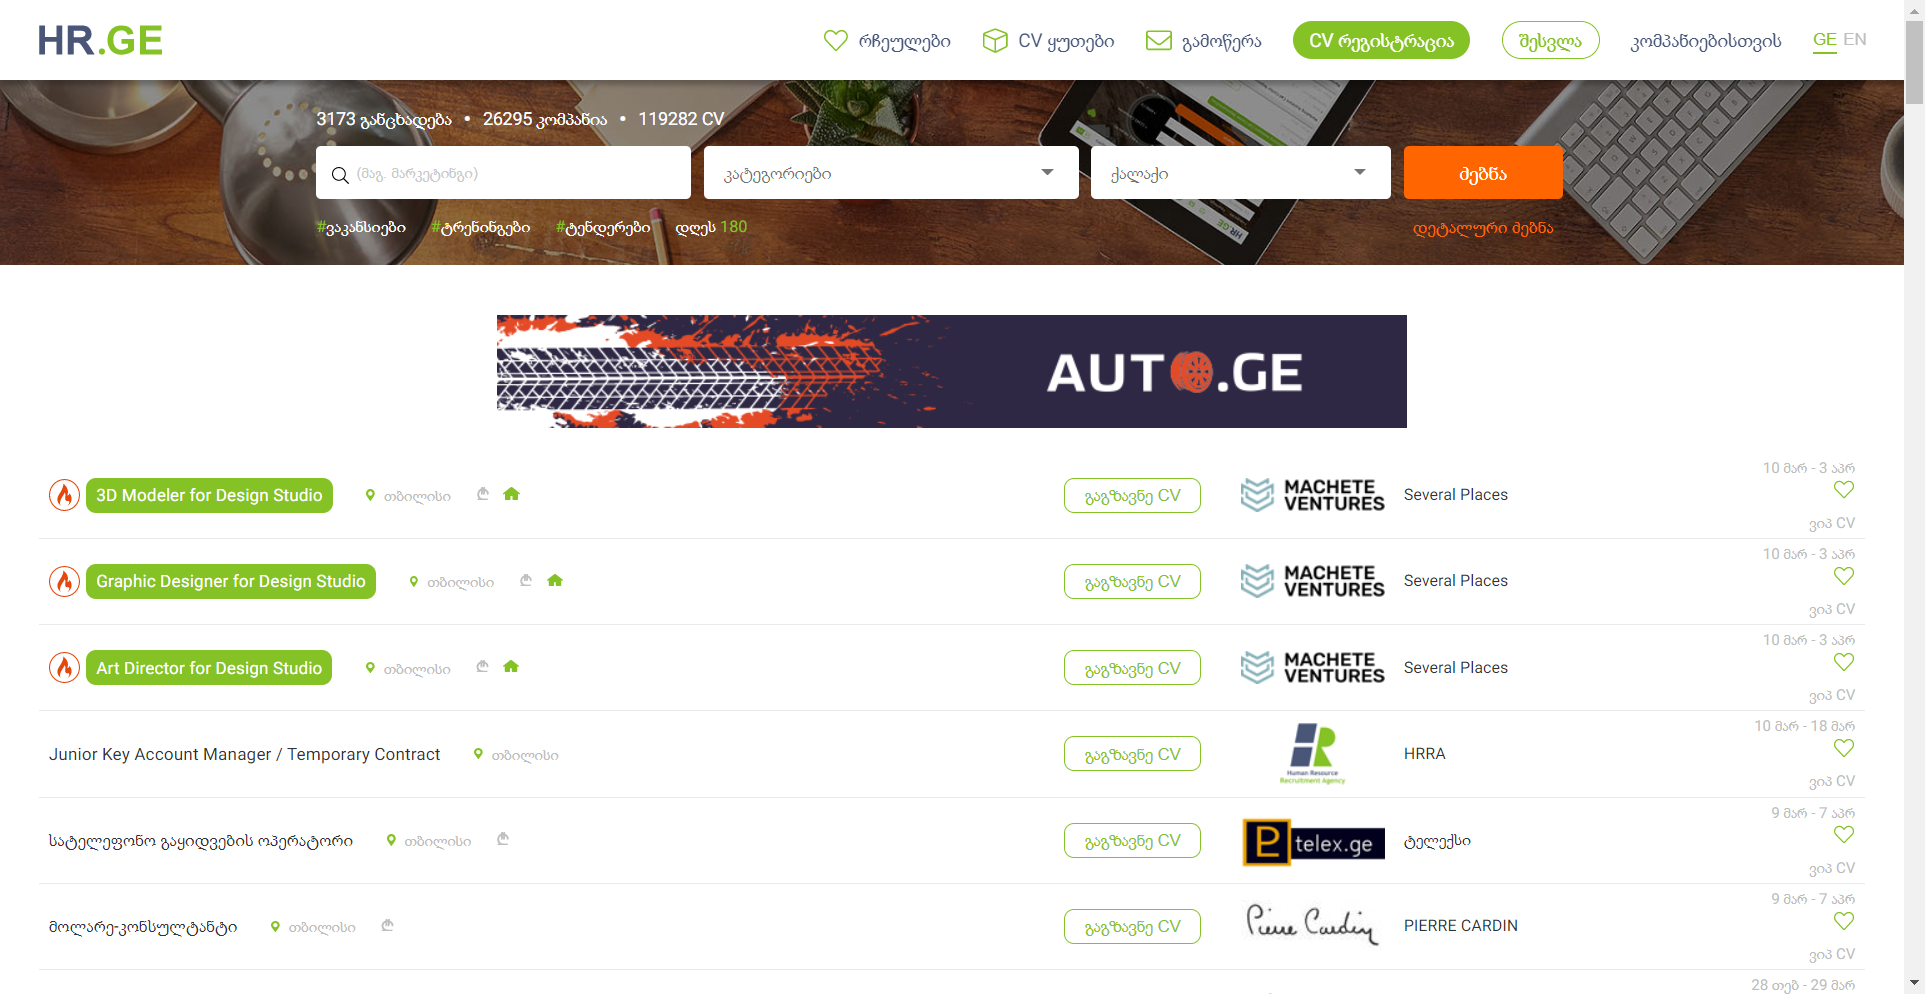 HR.GE
რჩეულები
CV ყუთები
გამოწერა
CV რეგისტრაცია
შესვლა
კომპანიებისთვის
GE EN
3173 განცხადება • 26295 კომპანია • 119282 CV
(მაგ. მარკეტინგი)
კატეგორიები
ქალაქი
ძებნა
#ვაკანსიები #ტრენინგები #ტენდერები დღეს 180
დეტალური ძებნა
AUTO.GE
3D Modeler for Design Studio თბილისი
გაგზავნე CV
MACHETE
VENTURES
Several Places
10 მარ - 3 აპრ
ვიპ CV
Graphic Designer for Design Studio თბილისი
გაგზავნე CV
MACHETE
VENTURES
Several Places
10 მარ - 3 აპრ
ვიპ CV
Art Director for Design Studio თბილისი
გაგზავნე CV
MACHETE
VENTURES
Several Places
10 მარ - 3 აპრ
ვიპ CV
Junior Key Account Manager / Temporary Contract თბილისი
გაგზავნე CV
HR
Human Resource
Recruitment Agency
HRRA
10 მარ - 18 მარ
ვიპ CV
სატელეფონო გაყიდვების ოპერატორი თბილისი
გაგზავნე CV
telex.ge
ტელექსი
9 მარ - 7 აპრ
ვიპ CV
მოლარე-კონსულტანტი თბილისი
გაგზავნე CV
Pierre Cardin
PIERRE CARDIN
9 მარ - 7 აპრ
ვიპ CV
28 თებ - 29 მარ